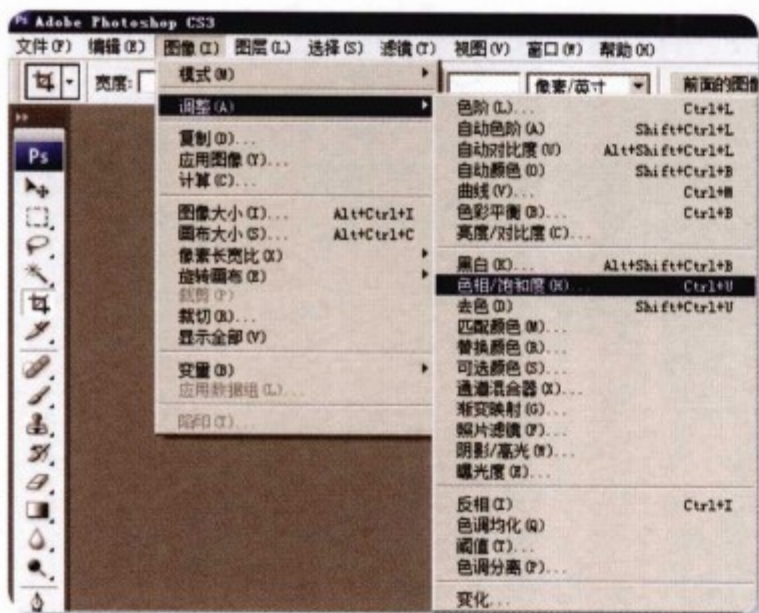 Ps Adobe Photoshop CS3
文件(F) 编辑(E) 图像(I) 图层(L) 选择(S) 滤镜(T) 视图(V) 窗口(W) 帮助(H)
宽度: 像素/英寸 前面的图像
Ps
模式(M)
调整(A)
复制(D)...
应用图像(Y)...
计算(C)...
图像大小(I)... Alt+Ctrl+I
画布大小(S)... Alt+Ctrl+C
像素长宽比(X)
旋转画布(E)
裁剪(P)
裁切(R)...
显示全部(V)
变量(B)
应用数据组(L)...
陷印(T)...
色阶(L)... Ctrl+L
自动色阶(A) Shift+Ctrl+L
自动对比度(U) Alt+Shift+Ctrl+L
自动颜色(O) Shift+Ctrl+B
曲线(V)... Ctrl+M
色彩平衡(B)... Ctrl+B
亮度/对比度(C)...
黑白(K)... Alt+Shift+Ctrl+B
色相/饱和度(H)... Ctrl+U
去色(D) Shift+Ctrl+U
匹配颜色(M)...
替换颜色(R)...
可选颜色(S)...
通道混合器(X)...
渐变映射(G)...
照片滤镜(F)...
阴影/高光(W)...
曝光度(E)...
反相(I) Ctrl+I
色调均化(Q)
阈值(T)...
色调分离(P)...
变化...